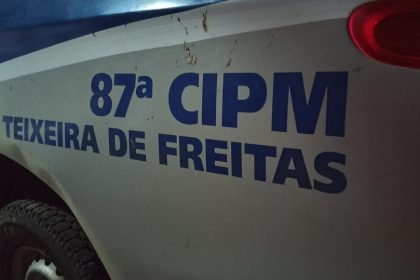 87ª CIPM
TEIXEIRA DE FREITAS